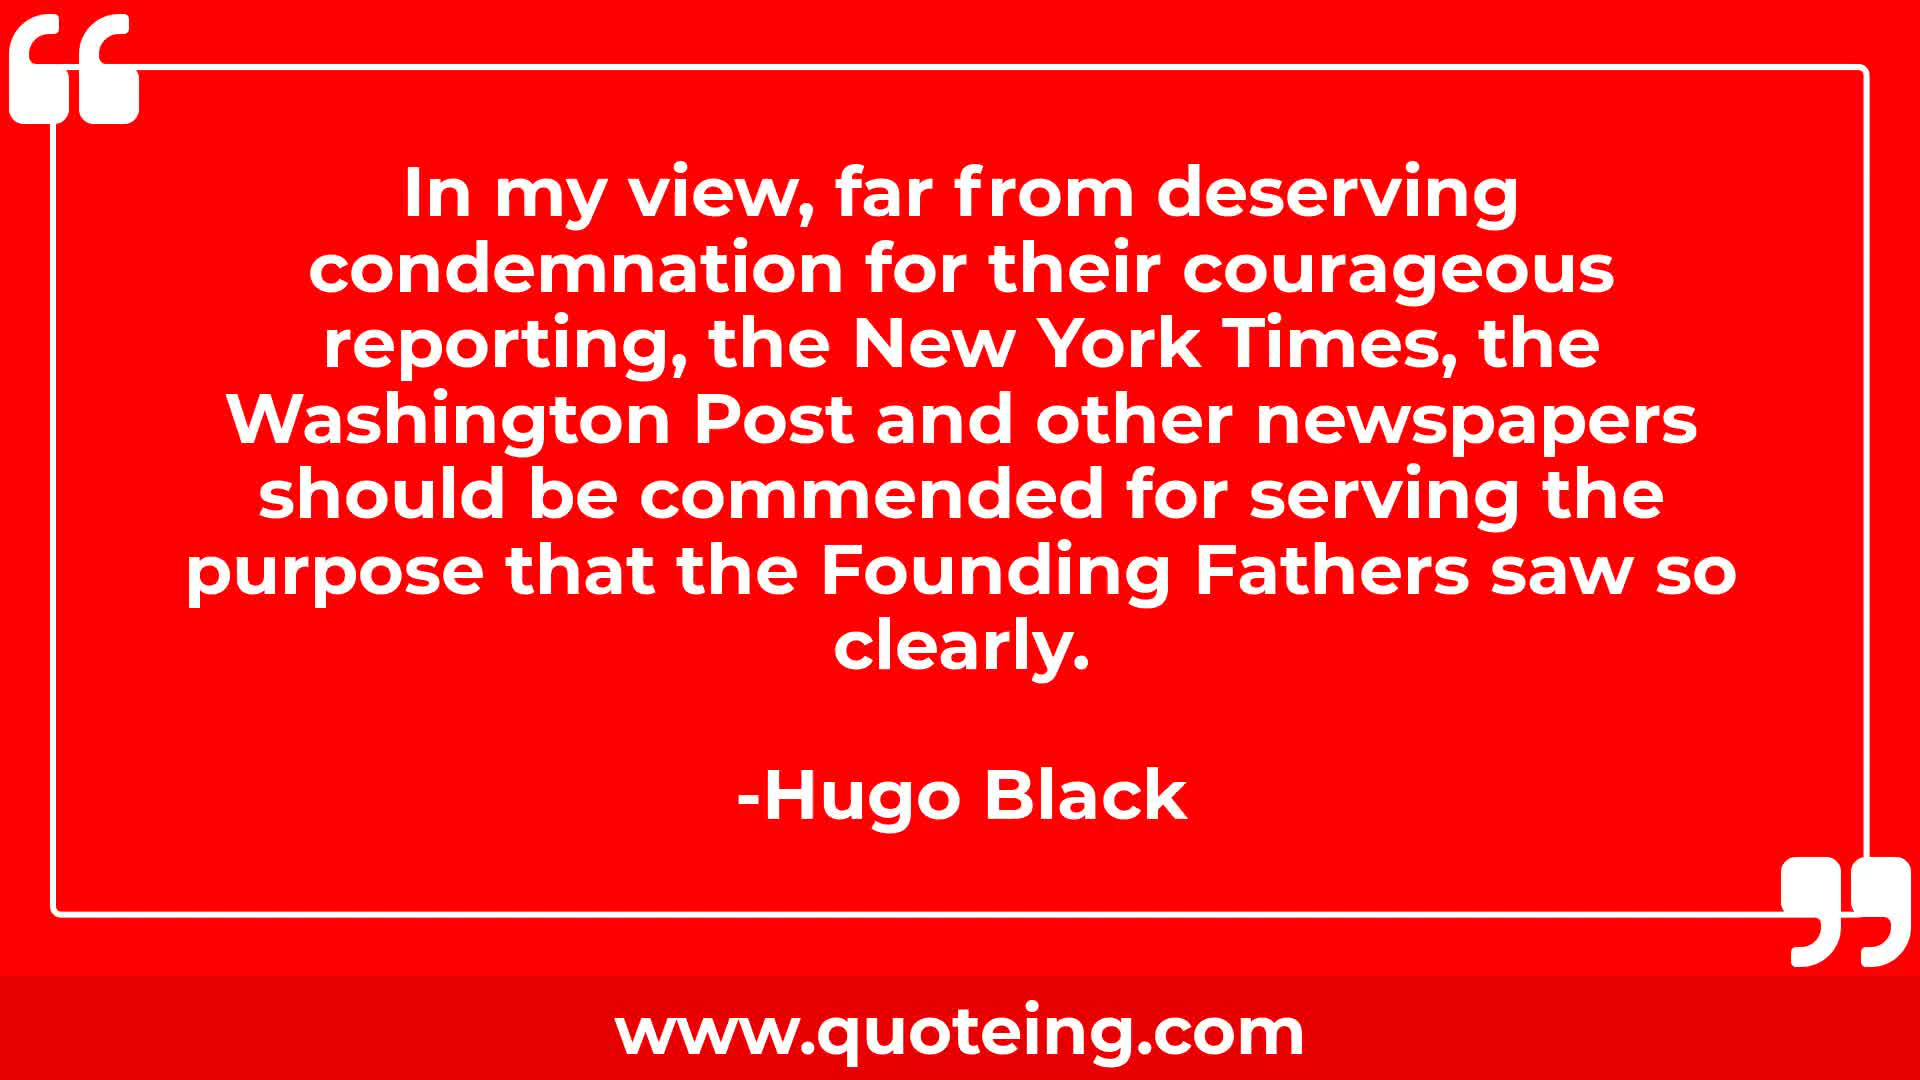 In my view, far from deserving
condemnation for their courageous
reporting, the New York Times, the
Washington Post and other newspapers
should be commended for serving the
purpose that the Founding Fathers saw so
clearly.
-Hugo Black
www.quoteing.com